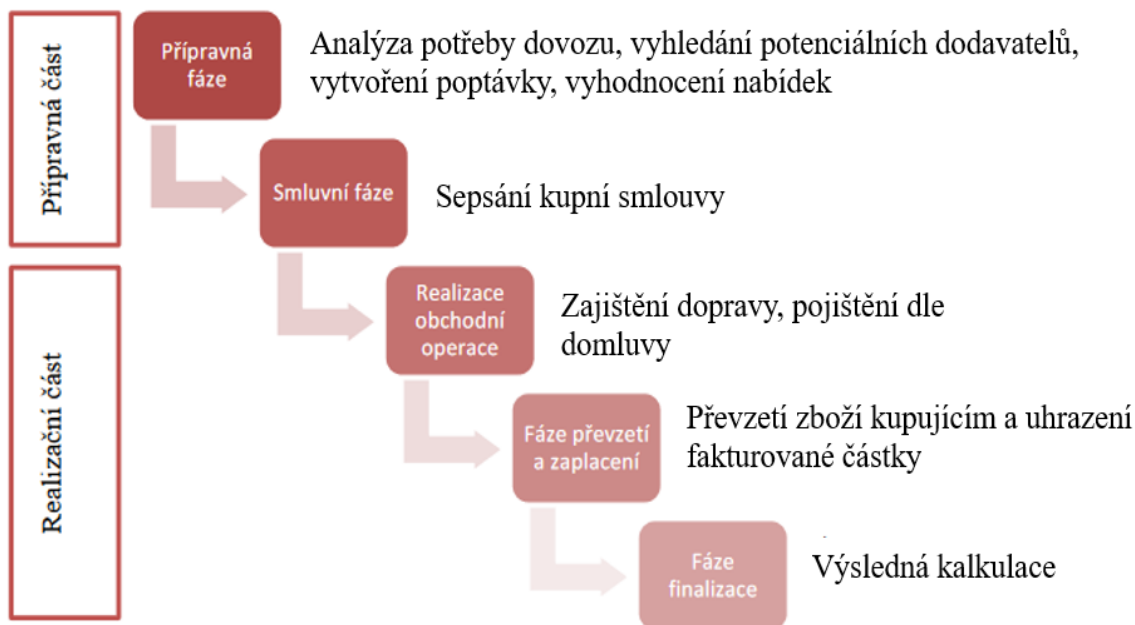 Přípravná část
Přípravná
fáze
Analýza potřeby dovozu, vyhledání potenciálních dodavatelů,
vytvoření poptávky, vyhodnocení nabídek
Smluvní fáze
Sepsání kupní smlouvy
Realizační část
Realizace
obchodní
operace
Zajištění dopravy, pojištění dle
domluvy
Fáze převzetí
a zaplacení
Převzetí zboží kupujícím a uhrazení
fakturované částky
Fáze
finalizace
Výsledná kalkulace